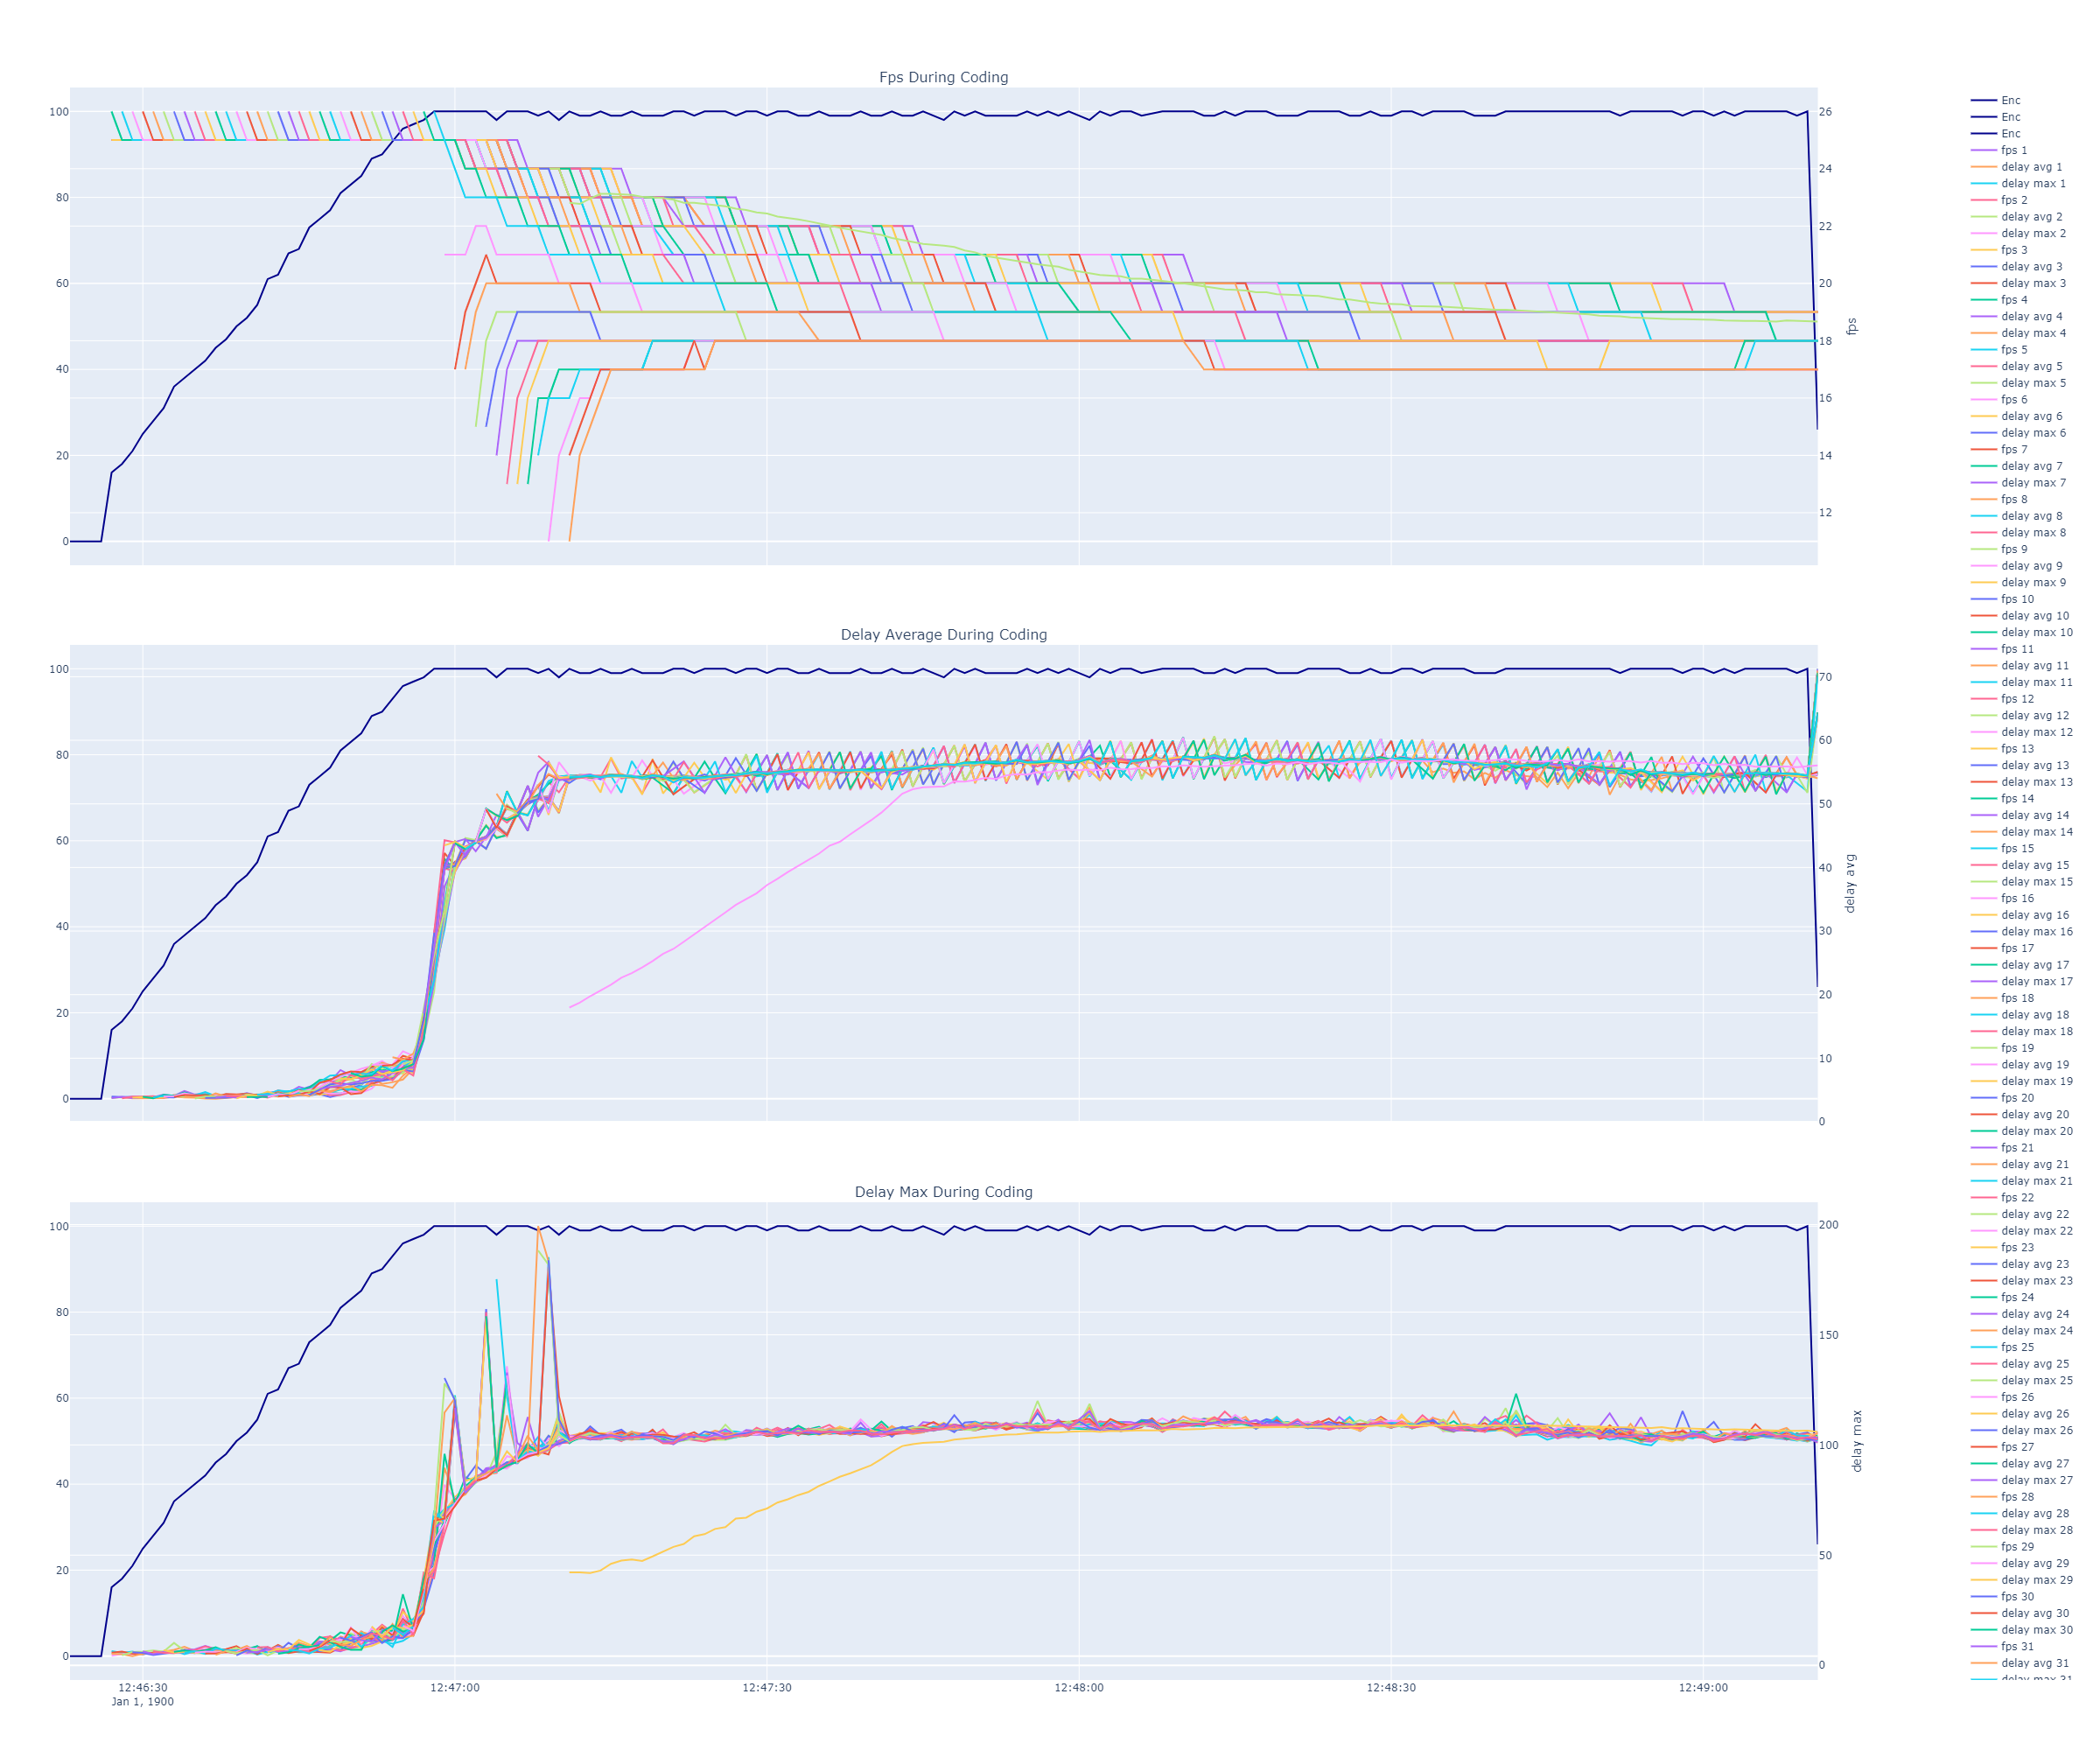 Fps During Coding
100
80
60
40
20
0
26
24
22
20
18
16
14
12
fps
Delay Average During Coding
100
80
60
40
20
0
70
60
50
40
30
20
10
0
delay avg
Delay Max During Coding
100
80
60
40
20
0
200
150
100
50
0
delay max
12:46:30
Jan 1, 1900
12:47:00
12:47:30
12:48:00
12:48:30
12:49:00
Enc
Enc
Enc
fps 1
delay avg 1
delay max 1
fps 2
delay avg 2
delay max 2
fps 3
delay avg 3
delay max 3
fps 4
delay avg 4
delay max 4
fps 5
delay avg 5
delay max 5
fps 6
delay avg 6
delay max 6
fps 7
delay avg 7
delay max 7
fps 8
delay avg 8
delay max 8
fps 9
delay avg 9
delay max 9
fps 10
delay avg 10
delay max 10
fps 11
delay avg 11
delay max 11
fps 12
delay avg 12
delay max 12
fps 13
delay avg 13
delay max 13
fps 14
delay avg 14
delay max 14
fps 15
delay avg 15
delay max 15
fps 16
delay avg 16
delay max 16
fps 17
delay avg 17
delay max 17
fps 18
delay avg 18
delay max 18
fps 19
delay avg 19
delay max 19
fps 20
delay avg 20
delay max 20
fps 21
delay avg 21
delay max 21
fps 22
delay avg 22
delay max 22
fps 23
delay avg 23
delay max 23
fps 24
delay avg 24
delay max 24
fps 25
delay avg 25
delay max 25
fps 26
delay avg 26
delay max 26
fps 27
delay avg 27
delay max 27
fps 28
delay avg 28
delay max 28
fps 29
delay avg 29
delay max 29
fps 30
delay avg 30
delay max 30
fps 31
delay avg 31
delay max 31